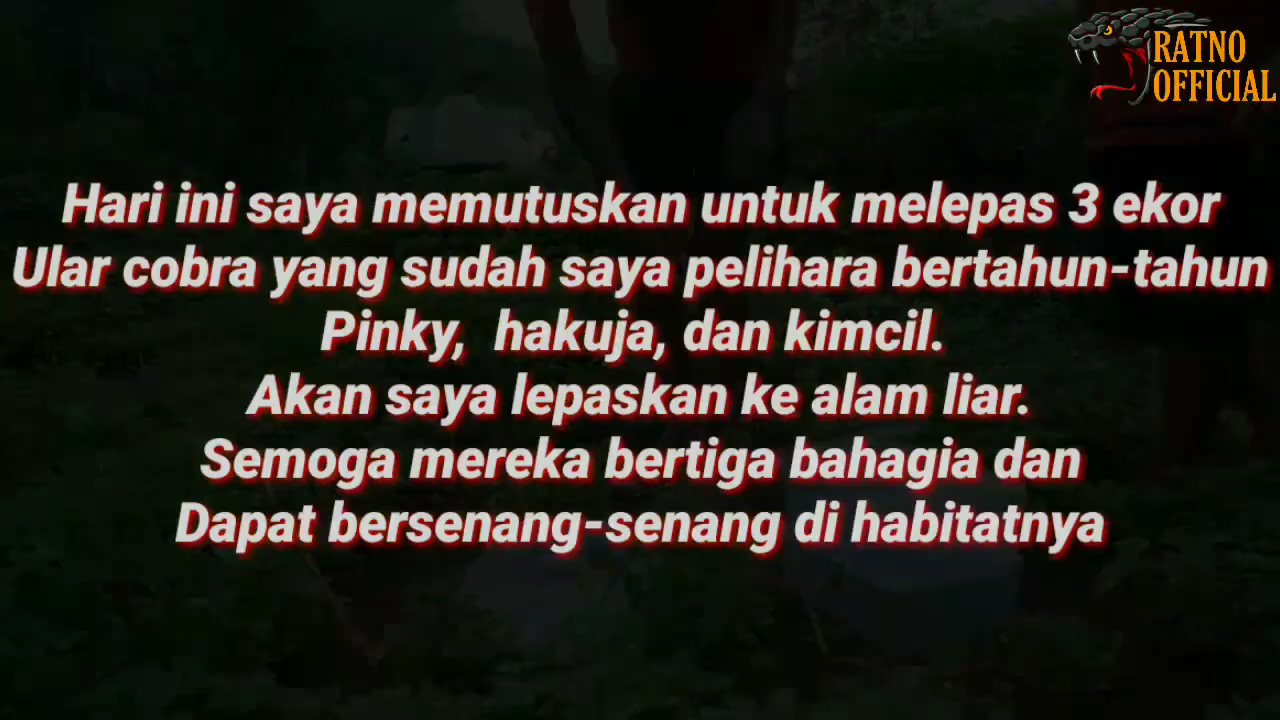 RATNO
OFFICIAL
Hari ini saya memutuskan untuk melepas 3 ekor
Ular cobra yang sudah saya pelihara bertahun-tahun
Pinky,  hakuja, dan kimcil.
Akan saya lepaskan ke alam liar.
Semoga mereka bertiga bahagia dan
Dapat bersenang-senang di habitatnya